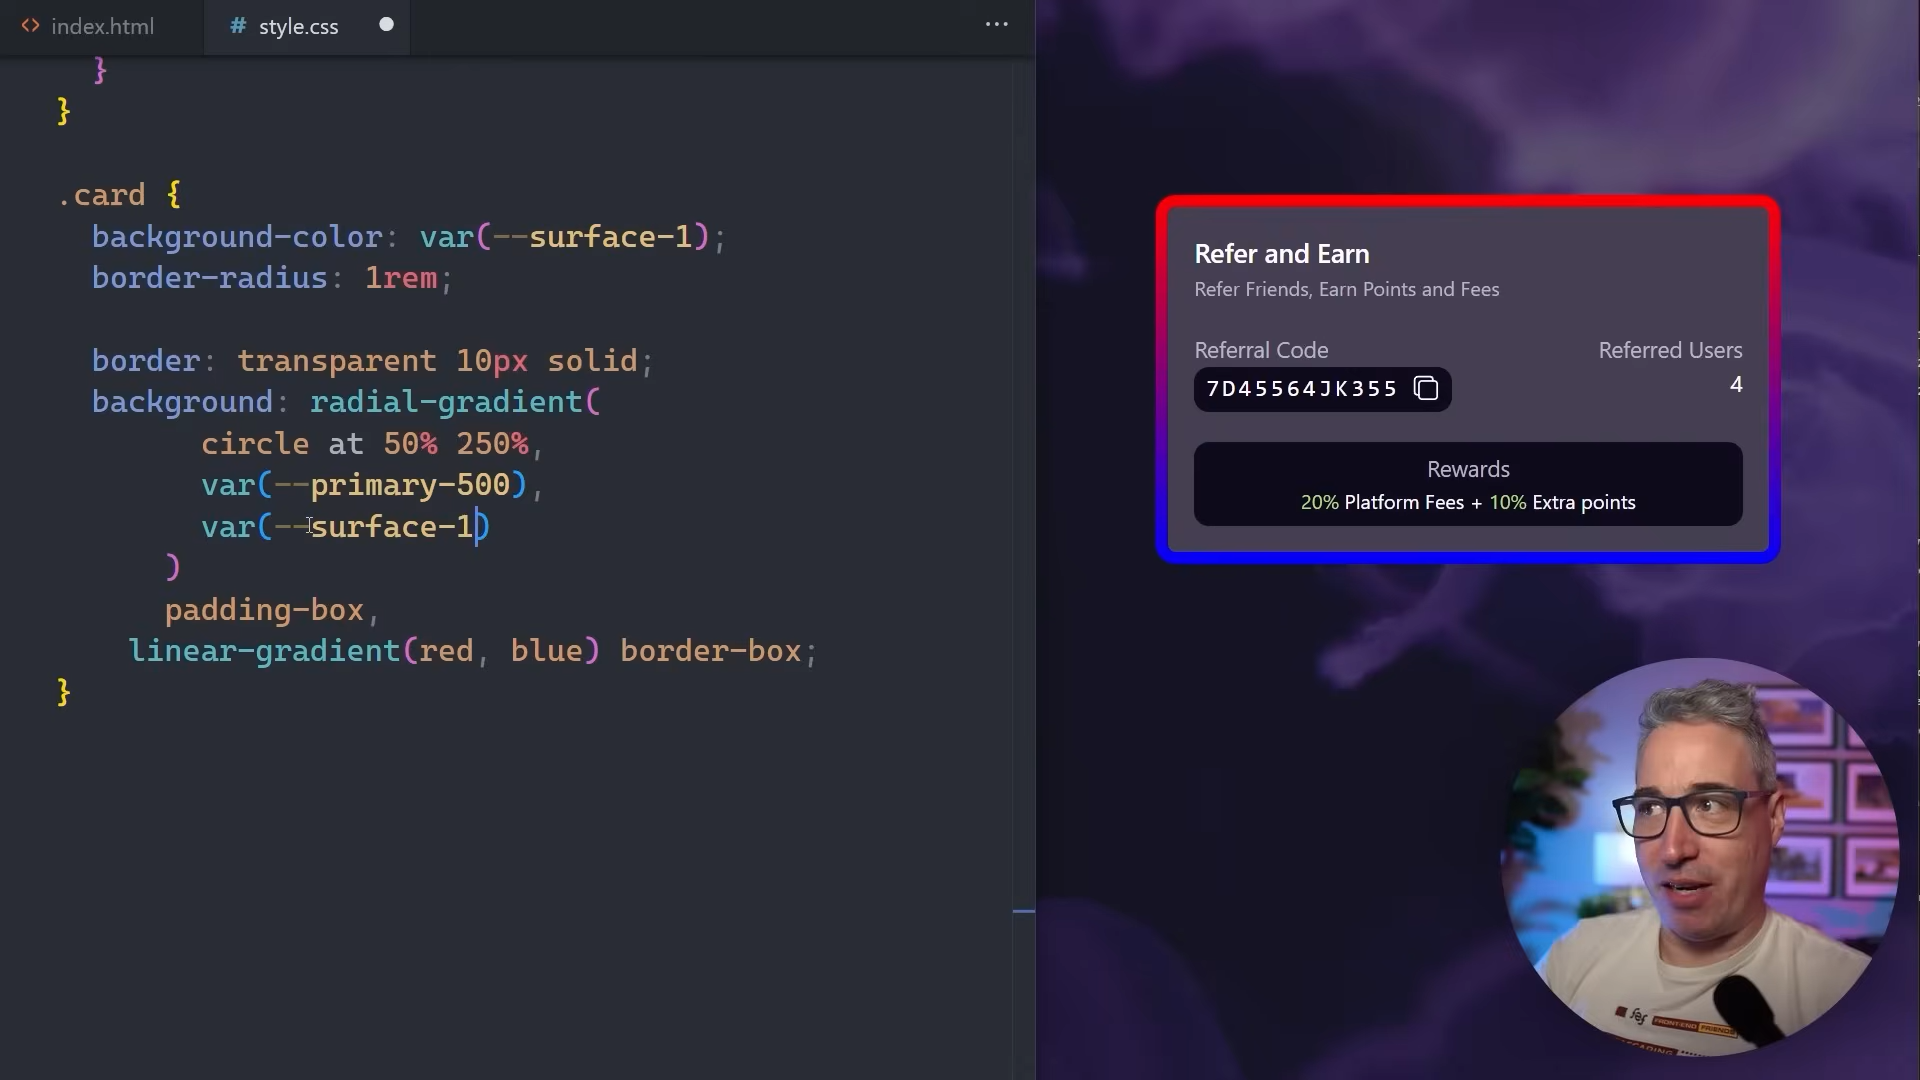 index.html
# style.css
}
}
.card {
background-color: var(--surface-1);
border-radius: 1rem;
border: transparent 10px solid;
background: radial-gradient(
circle at 50% 250%,
var(--primary-500),
var(--surface-1)
)
padding-box,
linear-gradient(red, blue) border-box;
}
Refer and Earn
Refer Friends, Earn Points and Fees
Referral Code
Referred Users
7D45564JK355
4
Rewards
20% Platform Fees + 10% Extra points
FRONT-END
FRIENDS